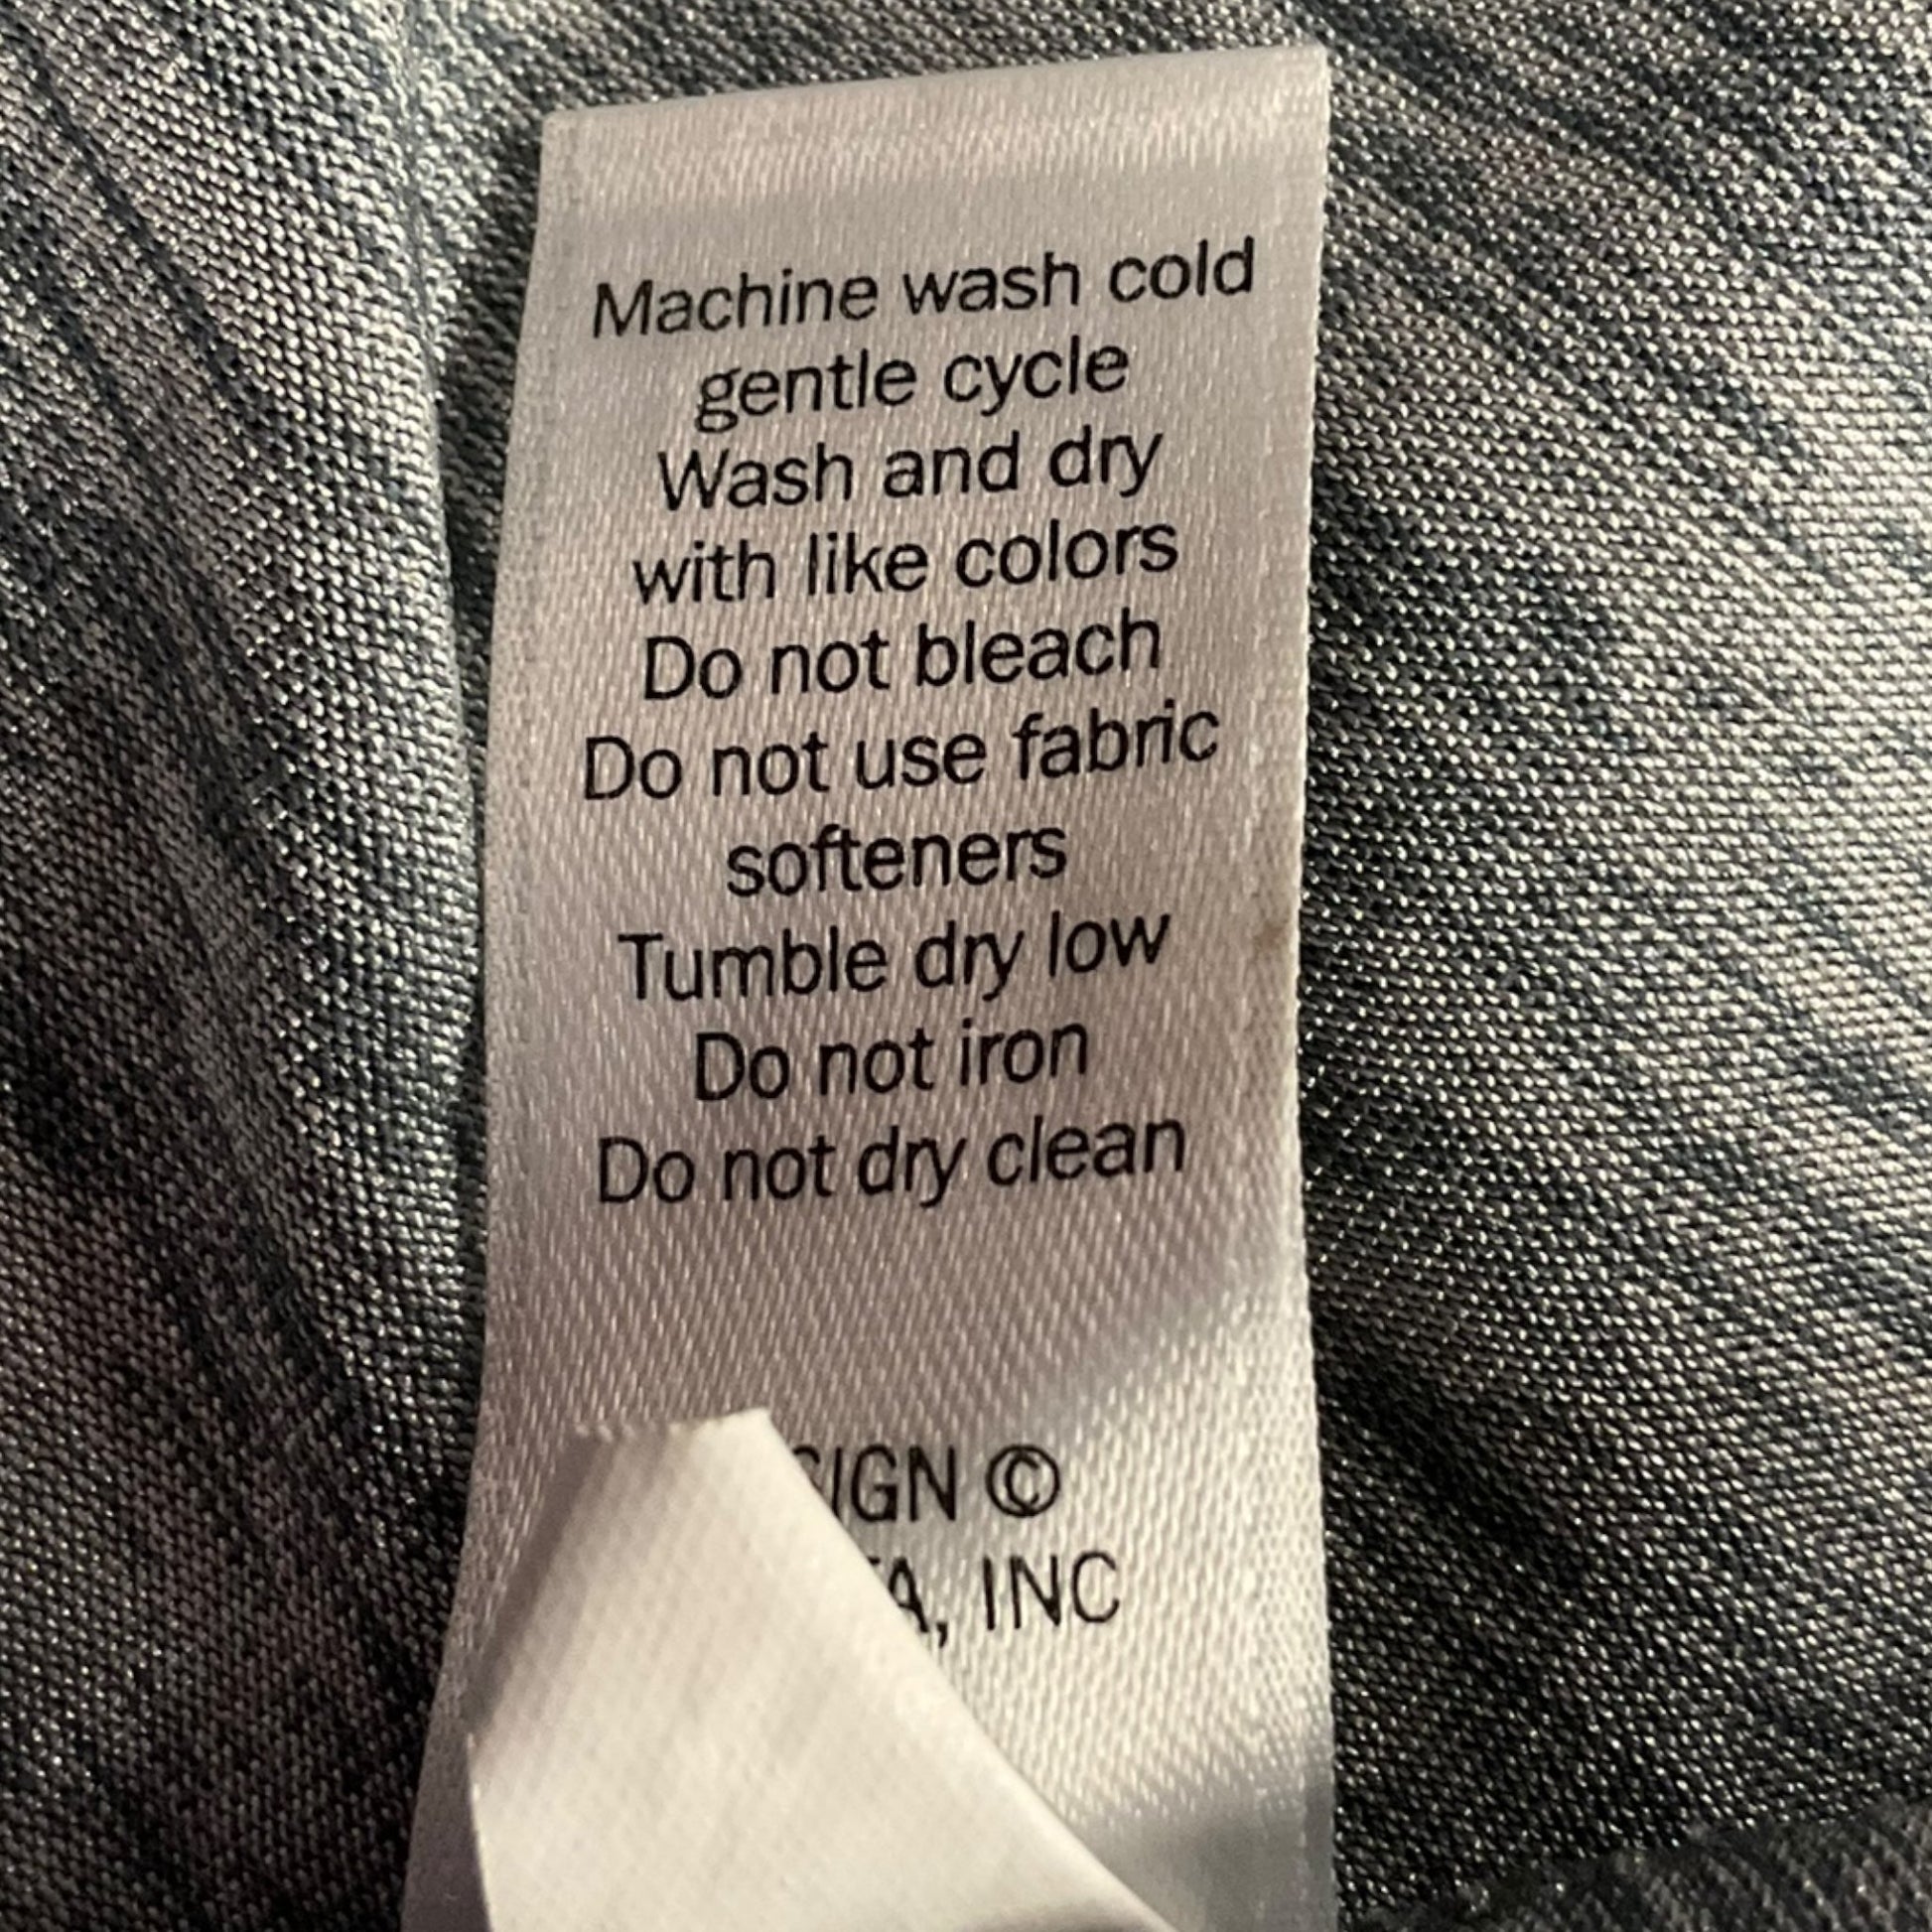 Machine wash cold
gentle cycle
Wash and dry
with like colors
Do not bleach
Do not use fabric
softeners
Tumble dry low
Do not iron
Do not dry clean
©
INC